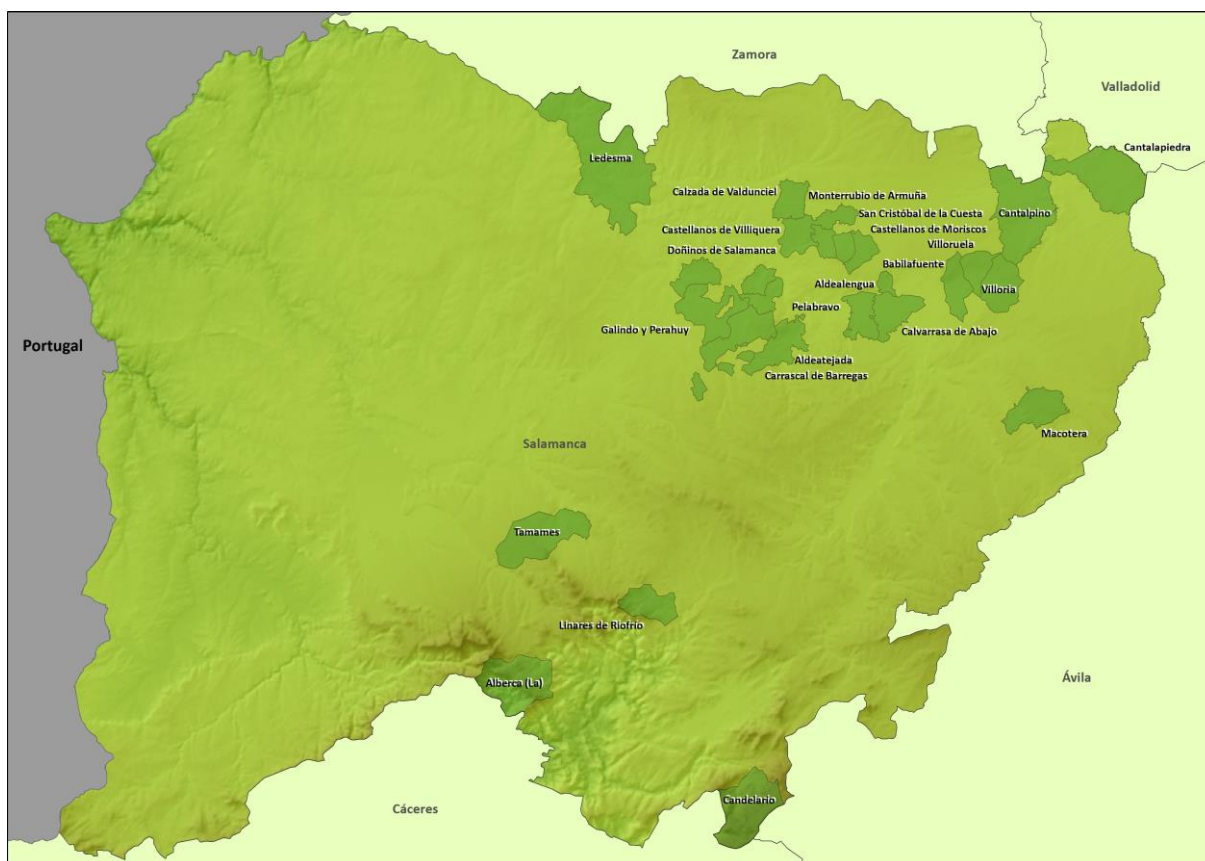 Zamora
Valladolid
Cantalapiedra
Ledesma
Calzada de Valdunciel
Monterrubio de Armuña
Cantalpino
San Cristóbal de la Cuesta
Castellanos de Villiquera
Castellanos de Moriscos
Villoruela
Doñinos de Salamanca
Babilafuente
Aldealengua
Villoria
Pelabravo
Galindo y Perahuy
Calvarrasa de Abajo
Portugal
Aldeatejada
Carrascal de Barregas
Macotera
Salamanca
Tamames
Linares de Riofrío
Ávila
Alberca (La)
Candelario
Cáceres